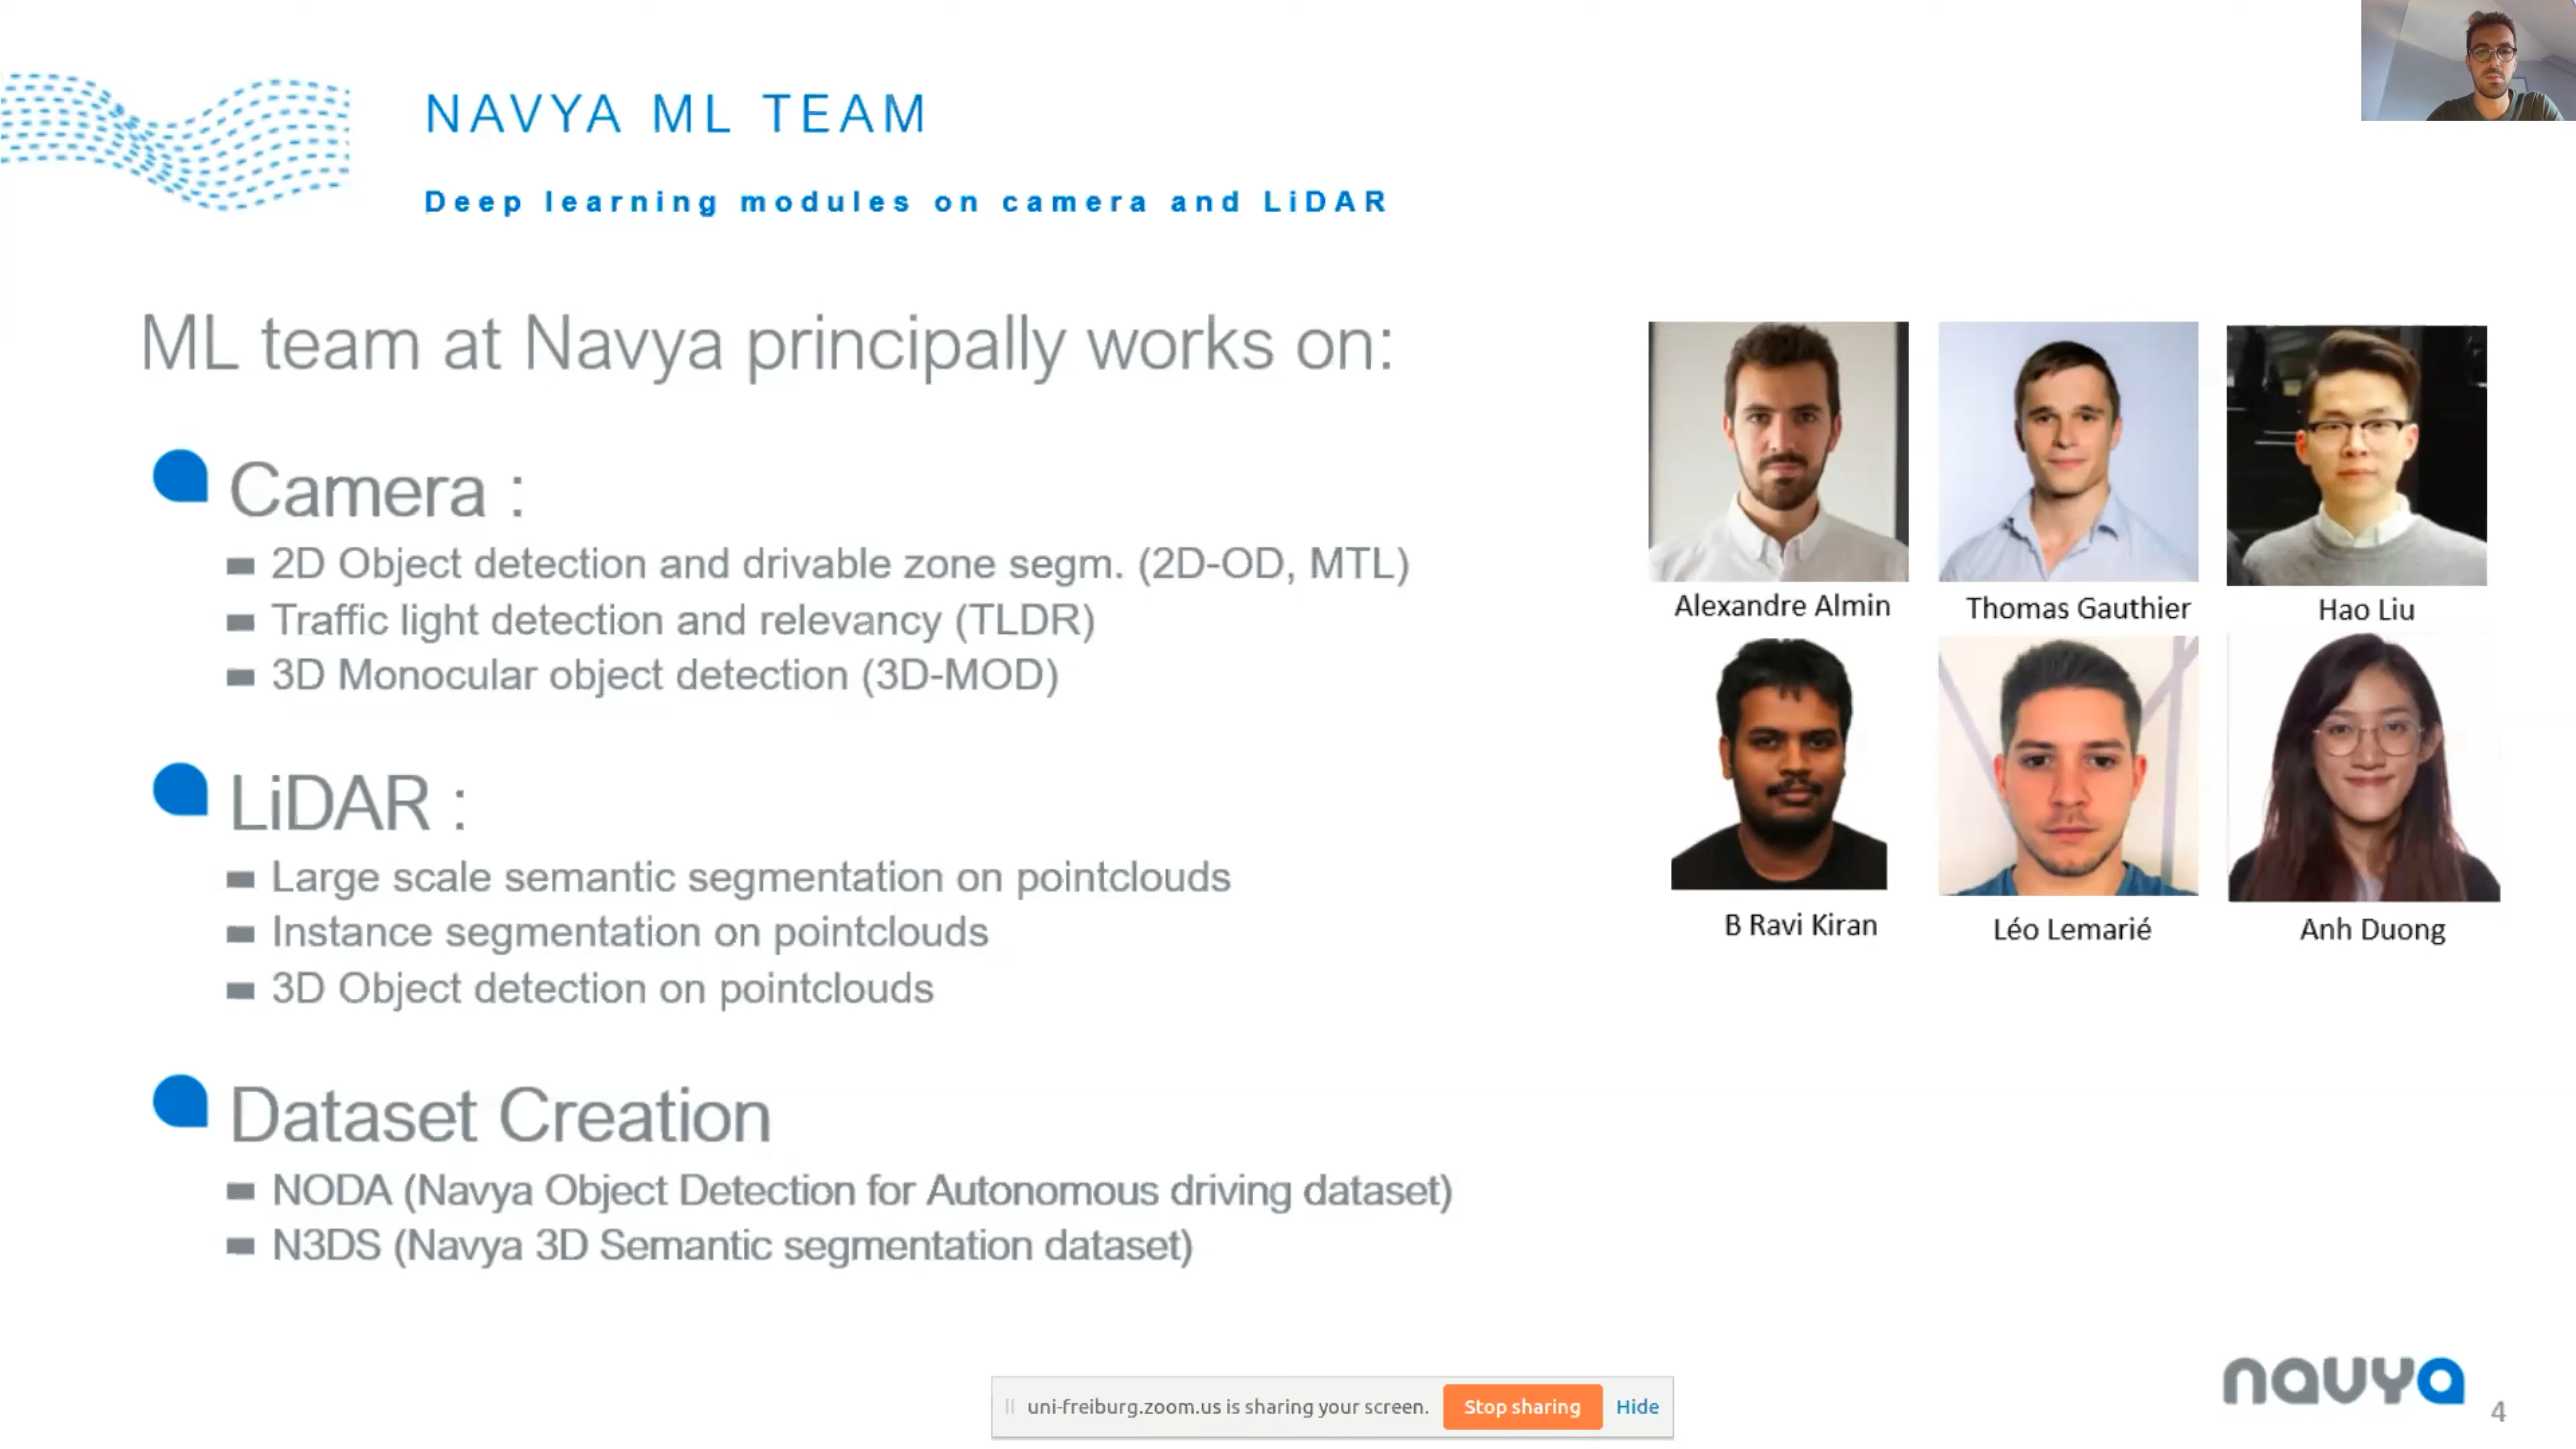 NAVYA ML TEAM
Deep learning modules on camera and LiDAR
ML team at Navya principally works on:
Camera :
2D Object detection and drivable zone segm. (2D-OD, MTL)
Traffic light detection and relevancy (TLDR)
3D Monocular object detection (3D-MOD)
LiDAR :
Large scale semantic segmentation on pointclouds
Instance segmentation on pointclouds
3D Object detection on pointclouds
Dataset Creation
NODA (Navya Object Detection for Autonomous driving dataset)
N3DS (Navya 3D Semantic segmentation dataset)
Alexandre Almin
Thomas Gauthier
Hao Liu
B Ravi Kiran
Léo Lemarié
Anh Duong
uni-freiburg.zoom.us is sharing your screen.
Stop sharing
Hide
navya
4